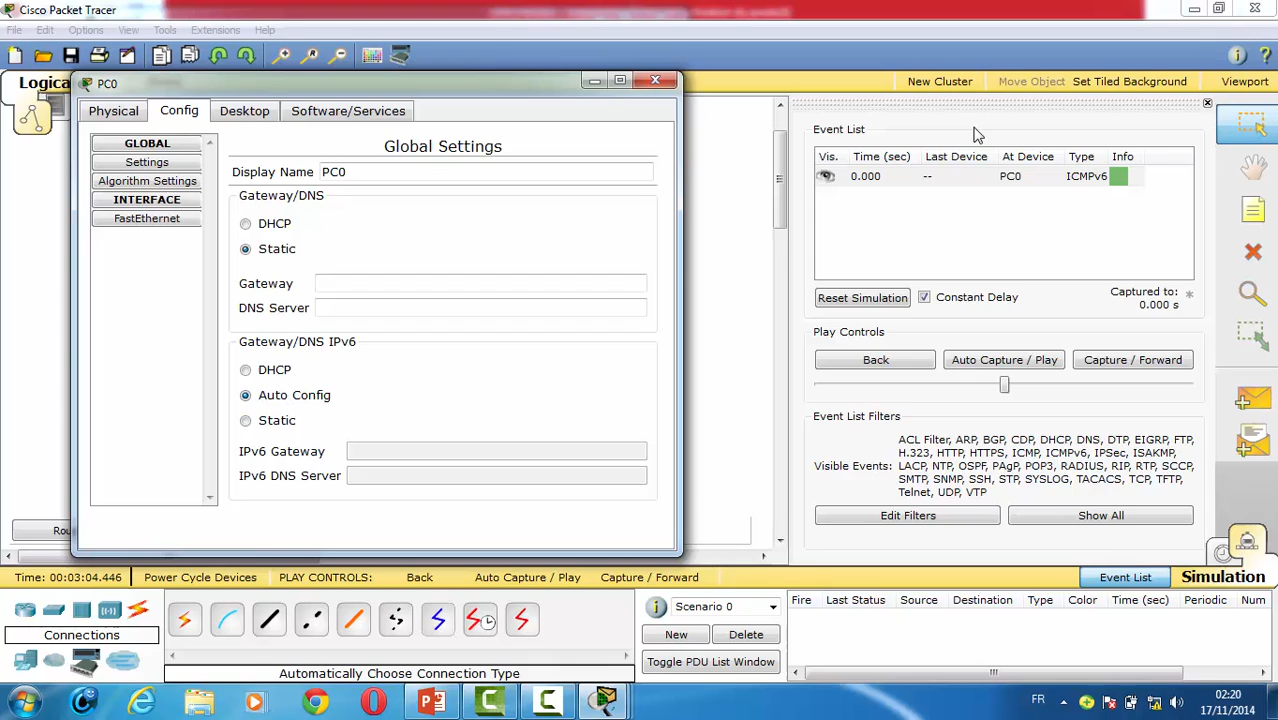 Cisco Packet Tracer
File Edit Options View Tools Extensions Help
Logica
New Cluster
Move Object
Set Tiled Background
Viewport
PC0
Physical
Config
Desktop
Software/Services
GLOBAL
Settings
Algorithm Settings
INTERFACE
FastEthernet
Global Settings
Display Name PC0
Gateway/DNS
DHCP
Static
Gateway
DNS Server
Gateway/DNS IPv6
DHCP
Auto Config
Static
IPv6 Gateway
IPv6 DNS Server
Rou
Event List
Vis. Time (sec) Last Device At Device Type Info
0.000 -- PC0 ICMPv6
Reset Simulation
Constant Delay
Captured to:
0.000 s
Play Controls
Back
Auto Capture / Play
Capture / Forward
Event List Filters
Visible Events:
ACL Filter, ARP, BGP, CDP, DHCP, DNS, DTP, EIGRP, FTP,
H.323, HTTP, HTTPS, ICMP, ICMPv6, IPSec, ISAKMP,
LACP, NTP, OSPF, PAgP, POP3, RADIUS, RIP, RTP, SCCP,
SMTP, SNMP, SSH, STP, SYSLOG, TACACS, TCP, TFTP,
Telnet, UDP, VTP
Edit Filters
Show All
Time: 00:03:04.446
Power Cycle Devices
PLAY CONTROLS:
Back
Auto Capture / Play
Capture / Forward
Event List
Simulation
Connections
Automatically Choose Connection Type
Scenario 0
New
Delete
Toggle PDU List Window
Fire Last Status Source Destination Type Color Time (sec) Periodic Num
FR
02:20
17/11/2014